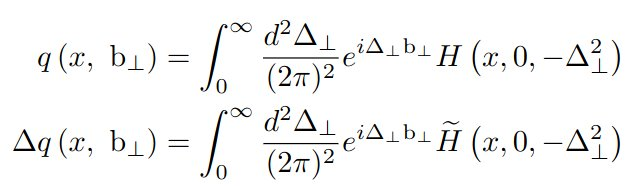 q (x, b⊥) = ∫₀^∞ d²Δ⊥/(2π)² e^{iΔ⊥b⊥} H (x, 0, −Δ⊥²)
Δq (x, b⊥) = ∫₀^∞ d²Δ⊥/(2π)² e^{iΔ⊥b⊥} H̃ (x, 0, −Δ⊥²)